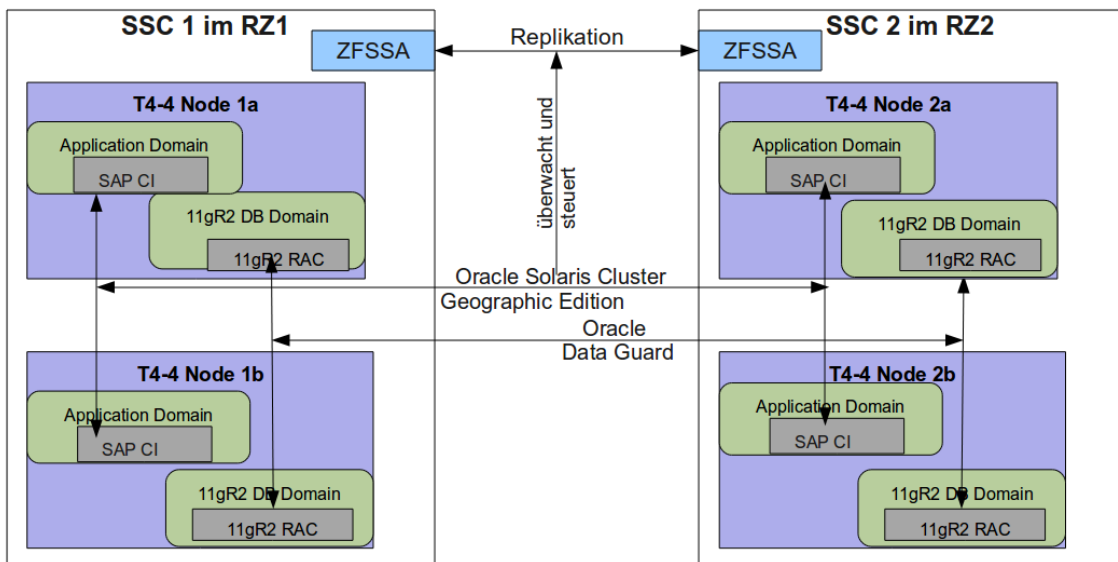 SSC 1 im RZ1
ZFSSA
T4-4 Node 1a
Application Domain
SAP CI
11gR2 DB Domain
11gR2 RAC
T4-4 Node 1b
Application Domain
SAP CI
11gR2 DB Domain
11gR2 RAC
Replikation
überwacht und
steuert
Oracle Solaris Cluster
Geographic Edition
Oracle
Data Guard
SSC 2 im RZ2
ZFSSA
T4-4 Node 2a
Application Domain
SAP CI
11gR2 DB Domain
11gR2 RAC
T4-4 Node 2b
Application Domain
SAP CI
11gR2 DB Domain
11gR2 RAC